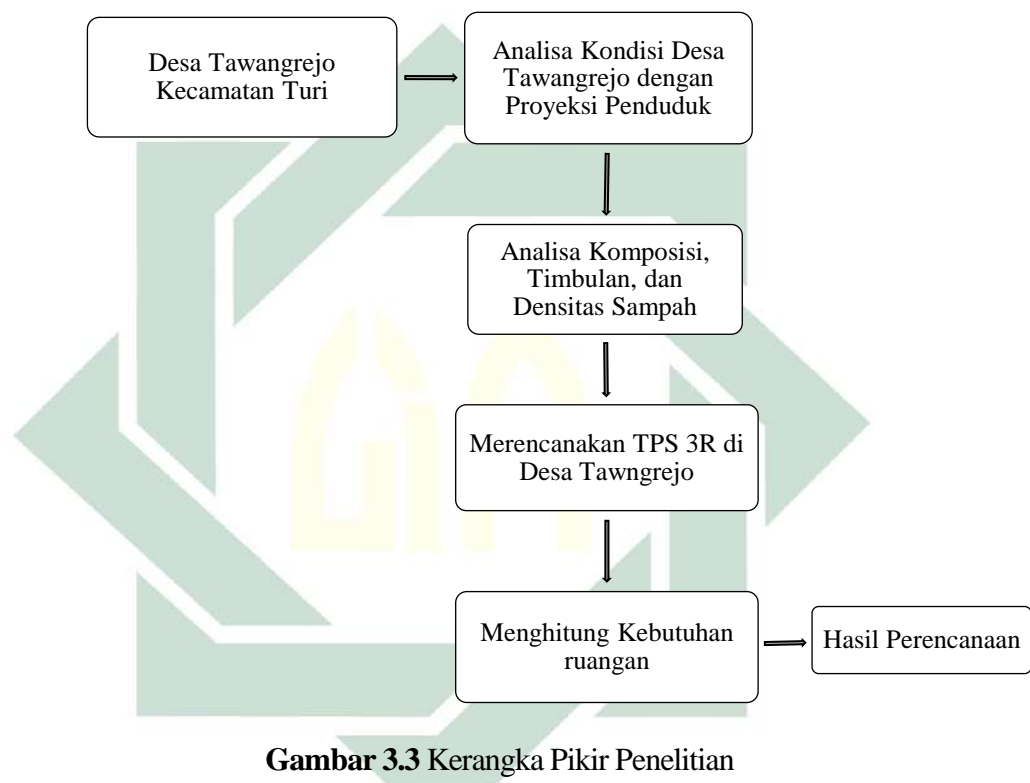 Desa Tawangrejo
Kecamatan Turi
Analisa Kondisi Desa
Tawangrejo dengan
Proyeksi Penduduk
Analisa Komposisi,
Timbulan, dan
Densitas Sampah
Merencanakan TPS 3R di
Desa Tawngrejo
Menghitung Kebutuhan
ruangan
Hasil Perencanaan
Gambar 3.3 Kerangka Pikir Penelitian